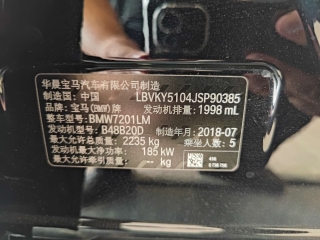 华晨宝马汽车有限公司制造
制造国: 中国 LBVKY5104JSP90385
品牌: 宝马(BMW)牌 发动机排量: 1998 mL
整车型号: BMW7201LM
发动机型号: B48B20D 制造年月: 2018-07
最大允许总质量: 2235 kg 乘坐人数: 5
发动机最大净功率: 185 kW
最大允许牵引质量: -- kg